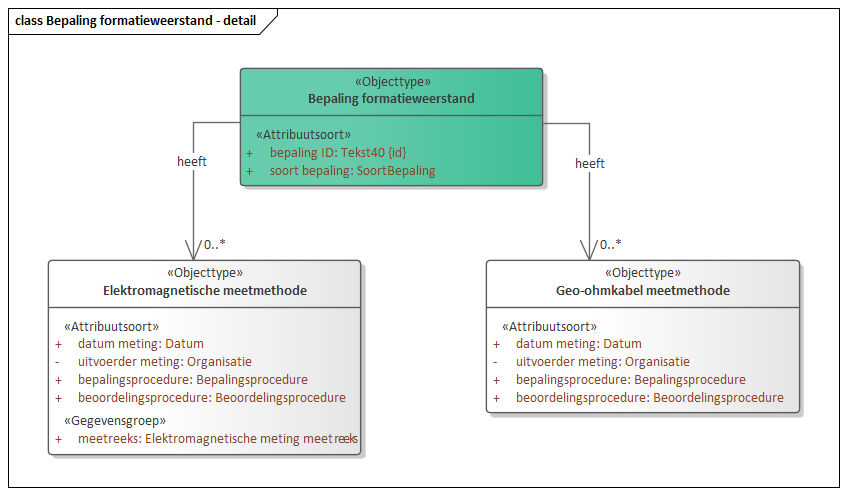 class Bepaling formatieweerstand - detail
«Objecttype»
Bepaling formatieweerstand
«Attribuutsoort»
+ bepaling ID: Tekst40 {id}
+ soort bepaling: SoortBepaling
heeft
heeft
0..*
0..*
«Objecttype»
Elektromagnetische meetmethode
«Attribuutsoort»
+ datum meting: Datum
- uitvoerder meting: Organisatie
+ bepalingsprocedure: Bepalingsprocedure
+ beoordelingsprocedure: Beoordelingsprocedure
«Gegevensgroep»
+ meetreeks: Elektromagnetische meting meetreeks
«Objecttype»
Geo-ohmkabel meetmethode
«Attribuutsoort»
+ datum meting: Datum
- uitvoerder meting: Organisatie
+ bepalingsprocedure: Bepalingsprocedure
+ beoordelingsprocedure: Beoordelingsprocedure